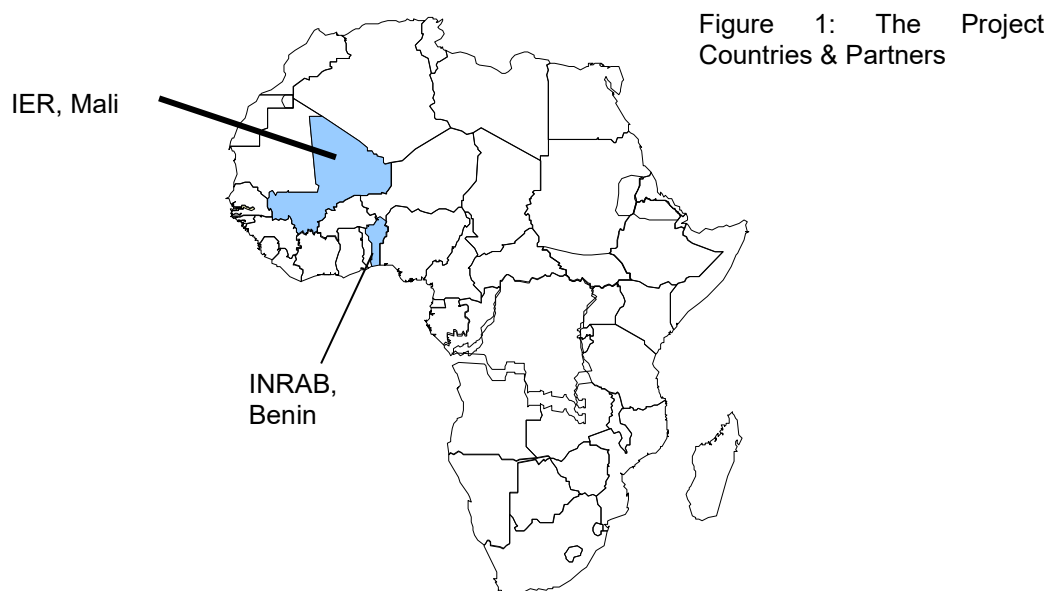 Figure 1: The Project
Countries & Partners
IER, Mali
INRAB,
Benin